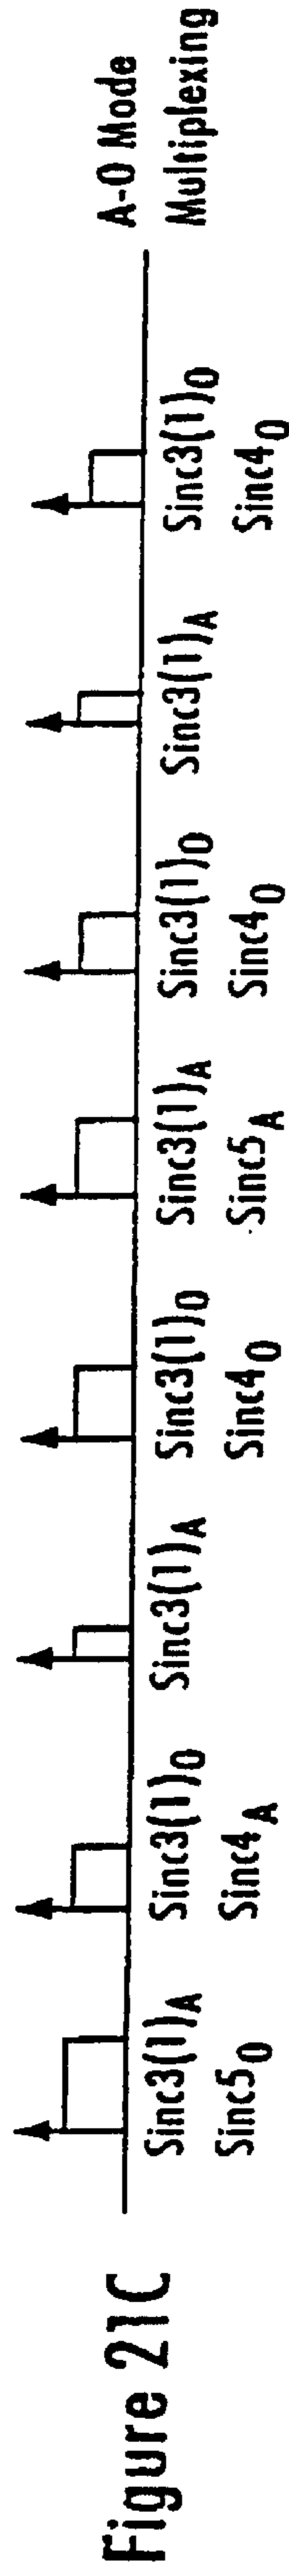 Figure 21C
Sinc3(1)A
Sinc5O
Sinc3(1)O
Sinc4A
Sinc3(1)A
Sinc3(1)O
Sinc4O
Sinc3(1)A
Sinc5A
Sinc3(1)O
Sinc4O
Sinc3(1)A
Sinc3(1)O
Sinc4O
A-O Mode
Multiplexing